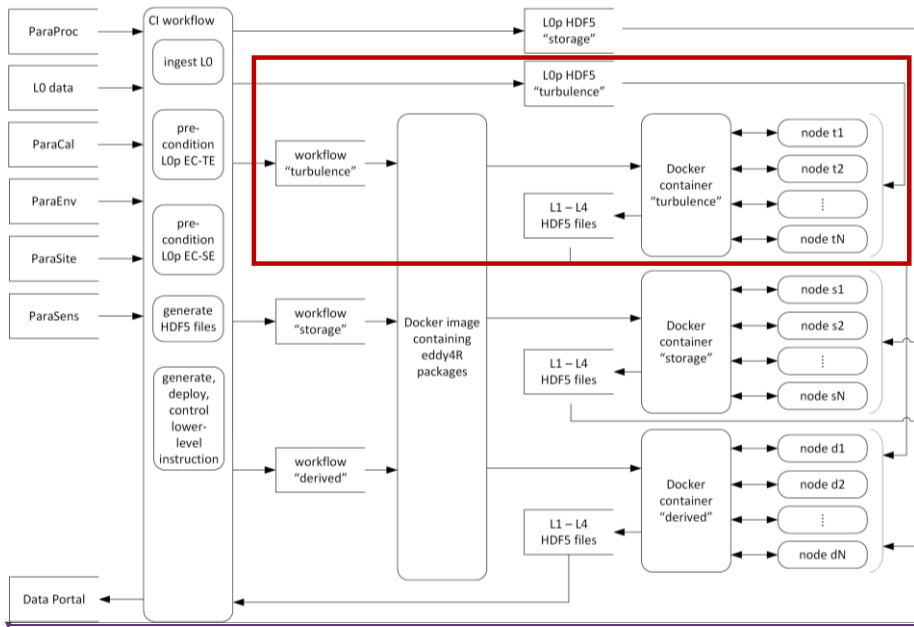 ParaProc
L0 data
ParaCal
ParaEnv
ParaSite
ParaSens
Data Portal
CI workflow
ingest L0
pre-
condition
L0p EC-TE
pre-
condition
L0p EC-SE
generate
HDF5 files
generate,
deploy,
control
lower-
level
instruction
workflow
“turbulence”
workflow
“storage”
workflow
“derived”
Docker image
containing
eddy4R
packages
L0p HDF5
“storage”
L0p HDF5
“turbulence”
L1 – L4
HDF5 files
L1 – L4
HDF5 files
L1 – L4
HDF5 files
Docker
container
“turbulence”
Docker
container
“storage”
Docker
container
“derived”
node t1
node t2
⋮
node tN
node s1
node s2
⋮
node sN
node d1
node d2
⋮
node dN